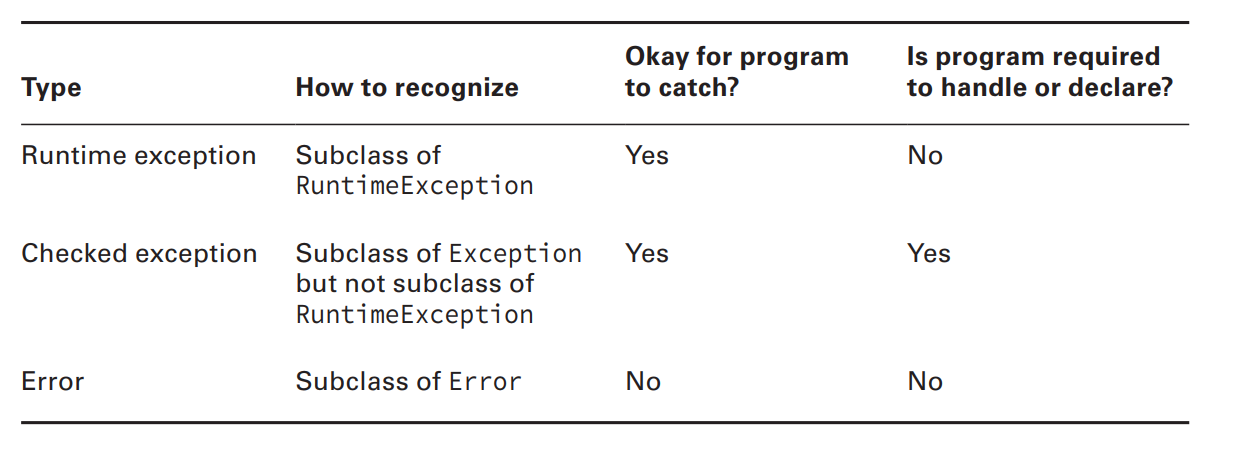 Type How to recognize Okay for program to catch? Is program required to handle or declare?
Runtime exception Subclass of RuntimeException Yes No
Checked exception Subclass of Exception but not subclass of RuntimeException Yes Yes
Error Subclass of Error No No